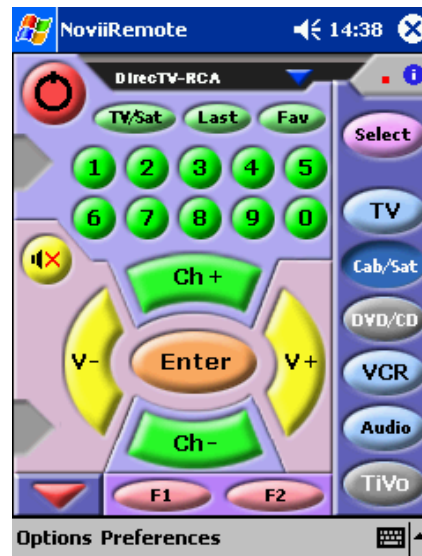 NoviiRemote 14:38
DirecTV-RCA
TV/Sat Last Fav
Select
1 2 3 4 5
6 7 8 9 0
TV
Ch +
Cab/Sat
DVD/CD
V- Enter V+
VCR
Ch-
Audio
TiVo
F1 F2
Options Preferences